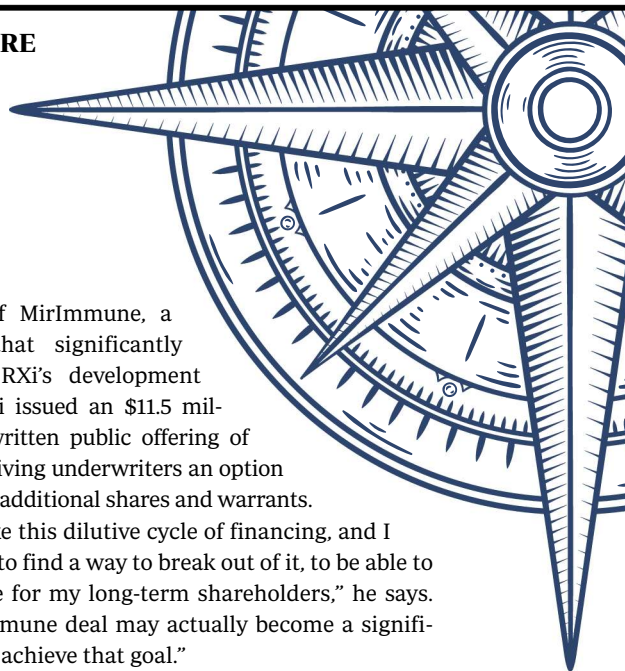 RE
f MirImmune, a
hat significantly
RXi’s development
i issued an $11.5 mil-
written public offering of
iving underwriters an option
additional shares and warrants.
ke this dilutive cycle of financing, and I
to find a way to break out of it, to be able to
e for my long-term shareholders,” he says.
mmune deal may actually become a signifi-
achieve that goal.”